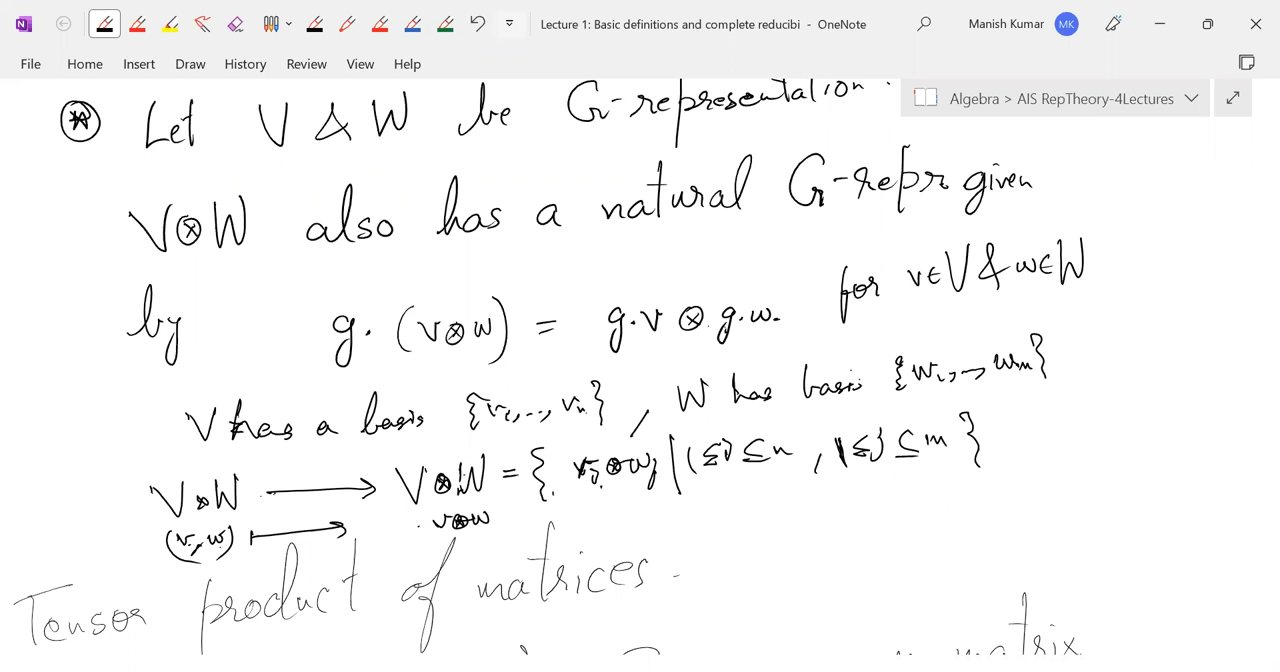 Lecture 1: Basic definitions and complete reducibi - OneNote
Manish Kumar MK
File Home Insert Draw History Review View Help
Algebra > AIS RepTheory-4Lectures
⊛ Let V & W be G-representation.
V⊗W also has a natural G-repr given
by g.(v⊗w) = g.v ⊗ g.w. for v∈V & w∈W
V has a basis {v₁,..,vₙ}, W has basis {w₁,..,wₘ}
V×W → V⊗W = { vᵢ⊗wⱼ | 1≤i≤n, 1≤j≤m }
(v,w) ↦ v⊗w
Tensor product of matrices.
matrix